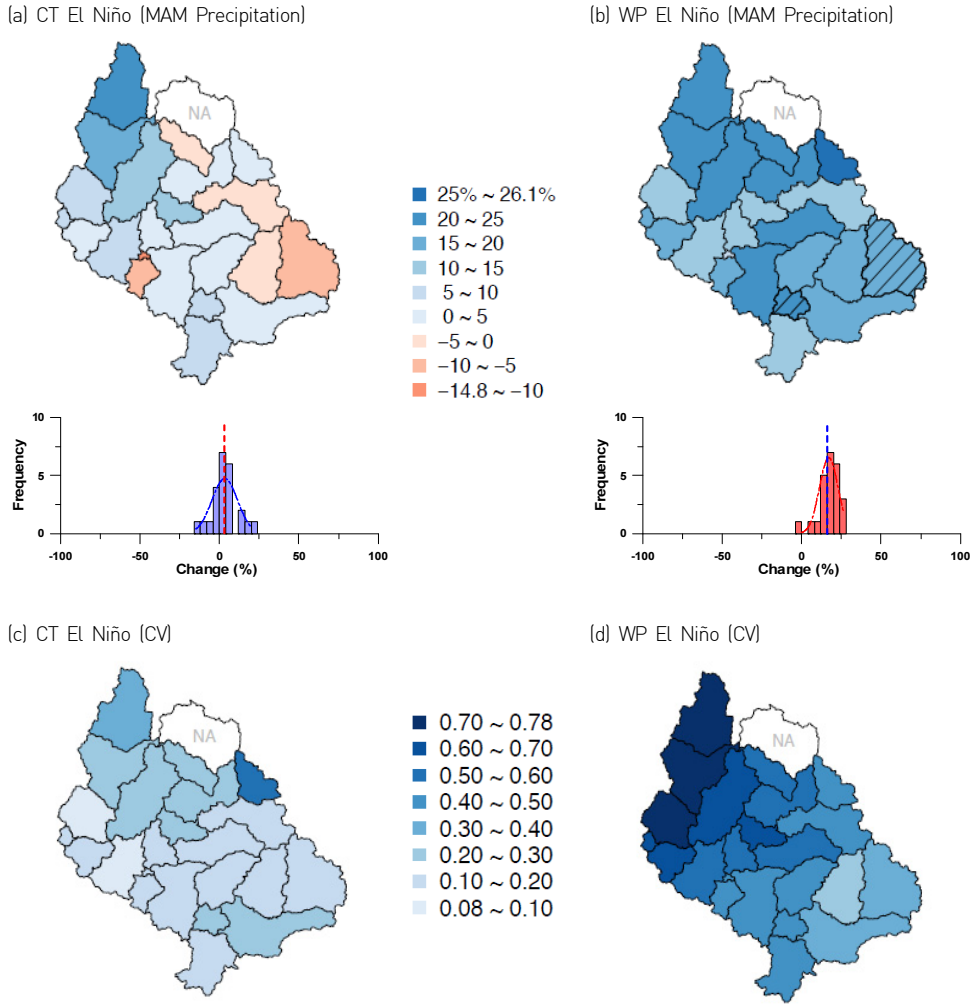 (a) CT El Niño (MAM Precipitation)
(b) WP El Niño (MAM Precipitation)
NA
NA
25% ~ 26.1%
20 ~ 25
15 ~ 20
10 ~ 15
5 ~ 10
0 ~ 5
−5 ~ 0
−10 ~ −5
−14.8 ~ −10
10
5
0
Frequency
-100 -50 0 50 100
Change (%)
10
5
0
Frequency
-100 -50 0 50 100
Change (%)
(c) CT El Niño (CV)
(d) WP El Niño (CV)
NA
NA
0.70 ~ 0.78
0.60 ~ 0.70
0.50 ~ 0.60
0.40 ~ 0.50
0.30 ~ 0.40
0.20 ~ 0.30
0.10 ~ 0.20
0.08 ~ 0.10